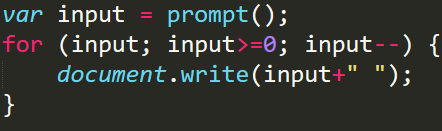 var input = prompt();
for (input; input>=0; input--) {
    document.write(input+" ");
}